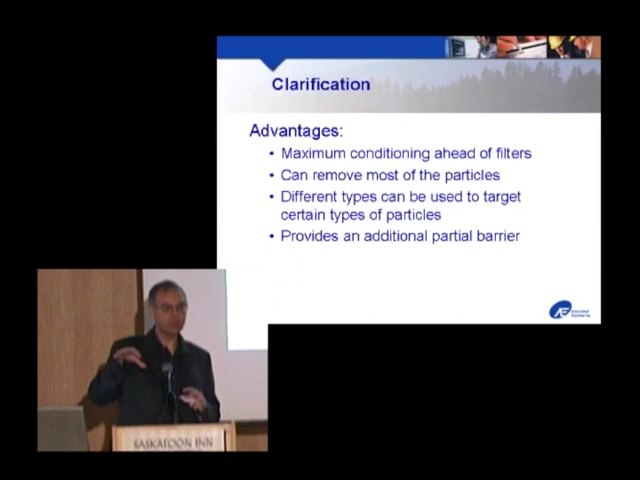 Clarification
Advantages:
• Maximum conditioning ahead of filters
• Can remove most of the particles
• Different types can be used to target
certain types of particles
• Provides an additional partial barrier
AE
SASKATOON INN